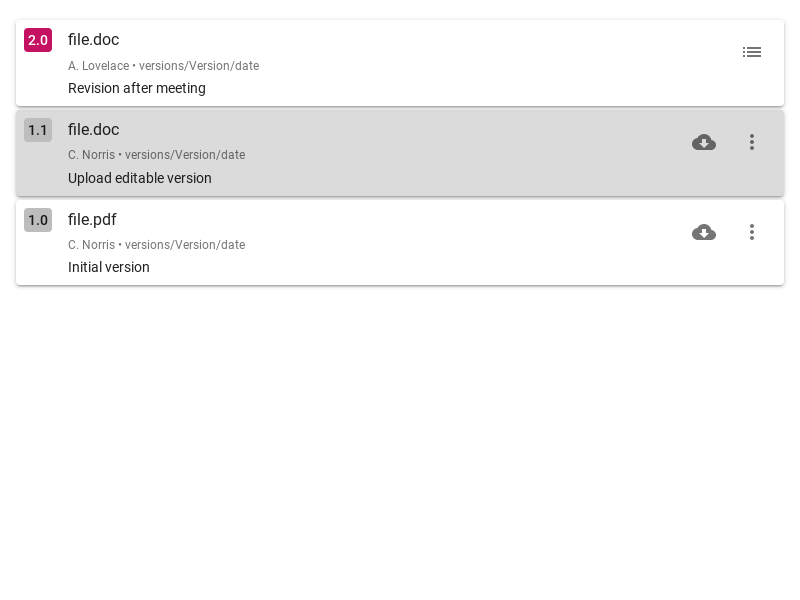 2.0
file.doc
A. Lovelace • versions/Version/date
Revision after meeting
1.1
file.doc
C. Norris • versions/Version/date
Upload editable version
1.0
file.pdf
C. Norris • versions/Version/date
Initial version